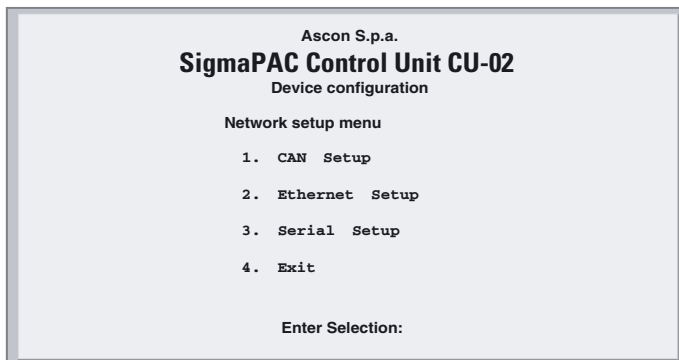 Ascon S.p.a.
SigmaPAC Control Unit CU-02
Device configuration
Network setup menu
1. CAN Setup
2. Ethernet Setup
3. Serial Setup
4. Exit
Enter Selection: